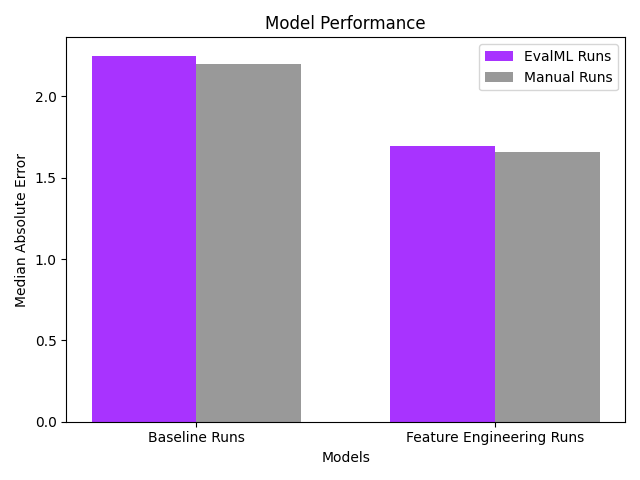 Model Performance
EvalML Runs
Manual Runs
Median Absolute Error
2.0
1.5
1.0
0.5
0.0
Baseline Runs
Feature Engineering Runs
Models